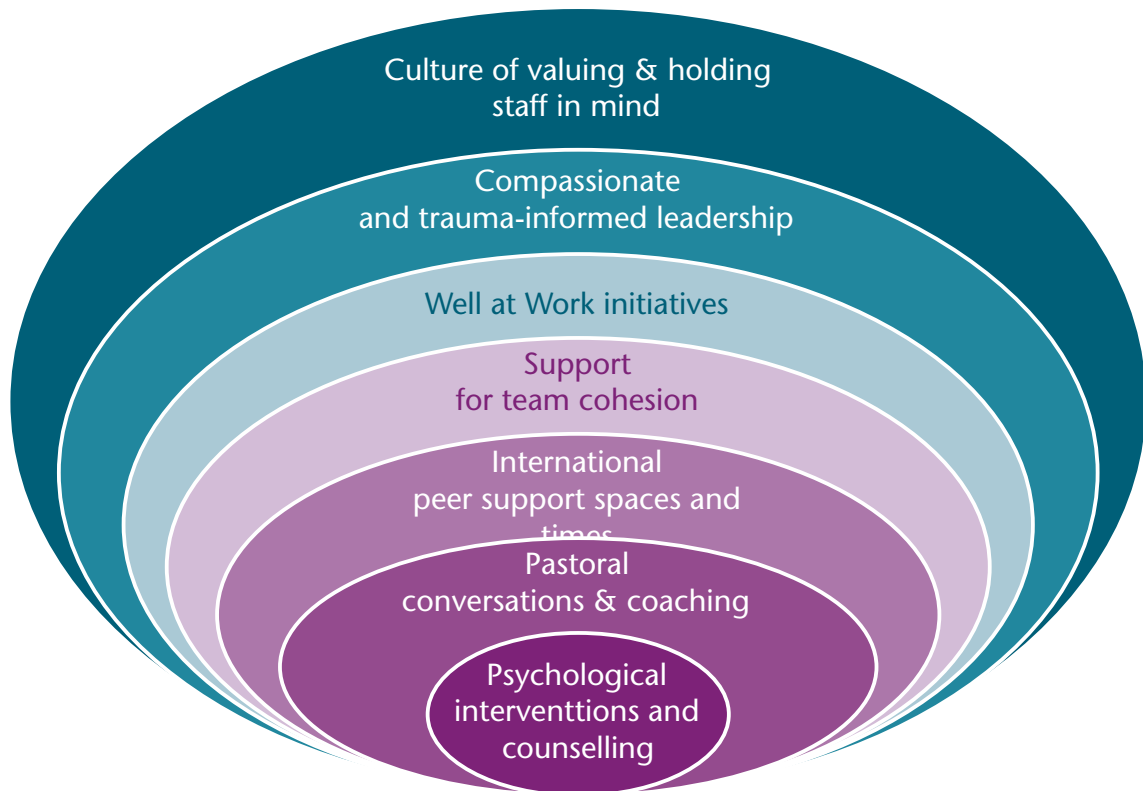 Culture of valuing & holding
staff in mind
Compassionate
and trauma-informed leadership
Well at Work initiatives
Support
for team cohesion
International
peer support spaces and
times
Pastoral
conversations & coaching
Psychological
interventtions and
counselling